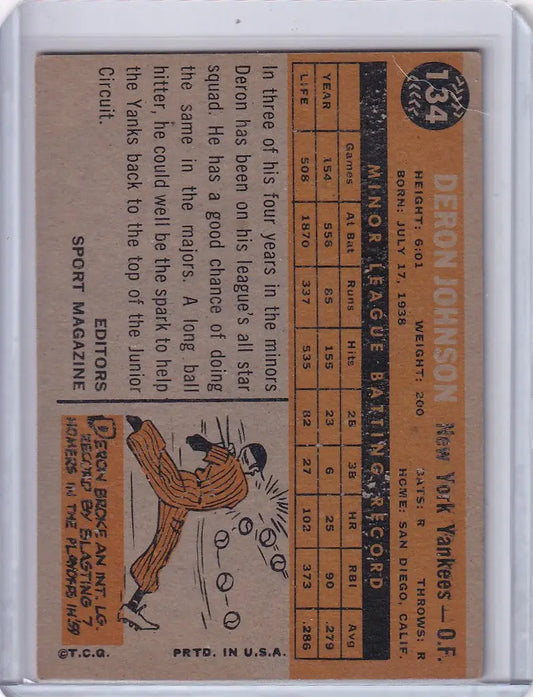 134
DERON JOHNSON New York Yankees — O.F.
HEIGHT: 6:01 WEIGHT: 200 BATS: R THROWS: R
BORN: JULY 17, 1938 HOME: SAN DIEGO, CALIF.
MINOR LEAGUE BATTING RECORD
Games At Bat Runs Hits 2B 3B HR RBI Avg
YEAR 154 556 85 155 23 6 25 90 .279
LIFE 508 1870 337 535 82 27 102 373 .286
In three of his four years in the minors
Deron has been on his league's all star
squad. He has a good chance of doing
the same in the majors. A long ball
hitter, he could well be the spark to help
the Yanks back to the top of the Junior
Circuit.
EDITORS
SPORT MAGAZINE
DERON BROKE AN INT. LG.
RECORD BY BLASTING 7
HOMERS IN THE PLAYOFFS IN '59
©T.C.G. PRTD. IN U.S.A.